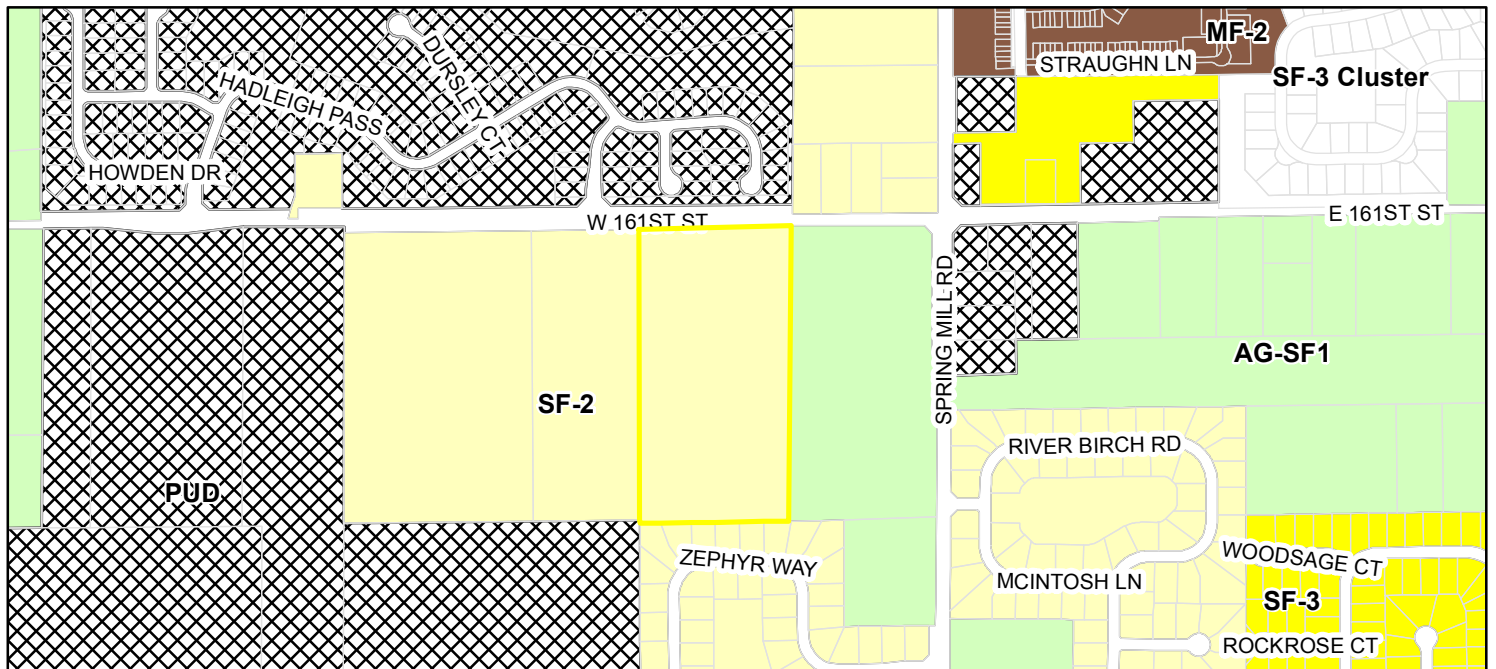 MF-2
STRAUGHN LN
SF-3 Cluster
DURSLEY CT
HADLEIGH PASS
HOWDEN DR
W 161ST ST
E 161ST ST
SPRING MILL RD
AG-SF1
SF-2
RIVER BIRCH RD
PUD
ZEPHYR WAY
MCINTOSH LN
WOODSAGE CT
SF-3
ROCKROSE CT